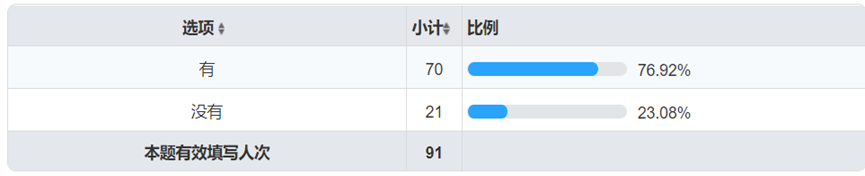 选项 小计 比例
有 70 76.92%
没有 21 23.08%
本题有效填写人次 91